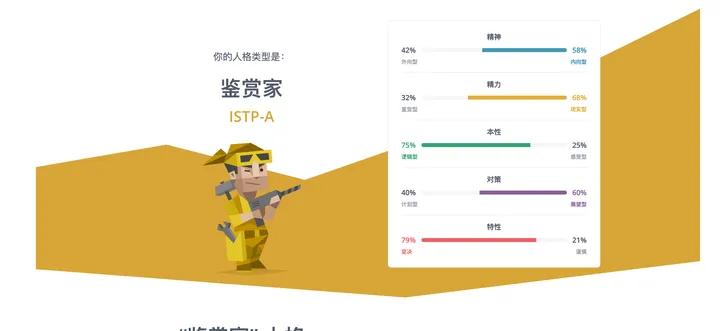 你的人格类型是：
鉴赏家
ISTP-A
精神
42% 58%
外向型 内向型
精力
32% 68%
直觉型 现实型
本性
75% 25%
逻辑型 感受型
对策
40% 60%
计划型 展望型
特性
79% 21%
坚决 谨慎
“鉴赏家”人格